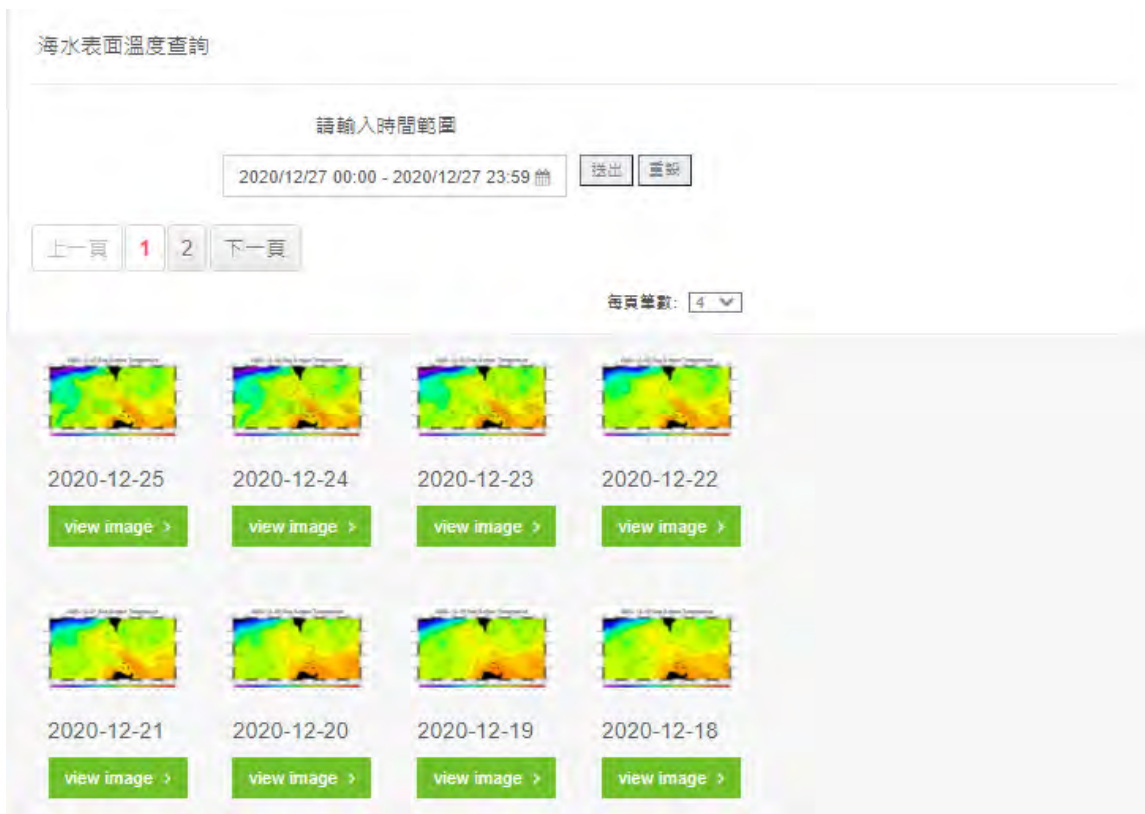 海水表面溫度查詢
請輸入時間範圍
2020/12/27 00:00 - 2020/12/27 23:59
送出 重設
上一頁 1 2 下一頁
每頁筆數: 4
2020-12-25 2020-12-24 2020-12-23 2020-12-22
view image > view image > view image > view image >
2020-12-21 2020-12-20 2020-12-19 2020-12-18
view image > view image > view image > view image >